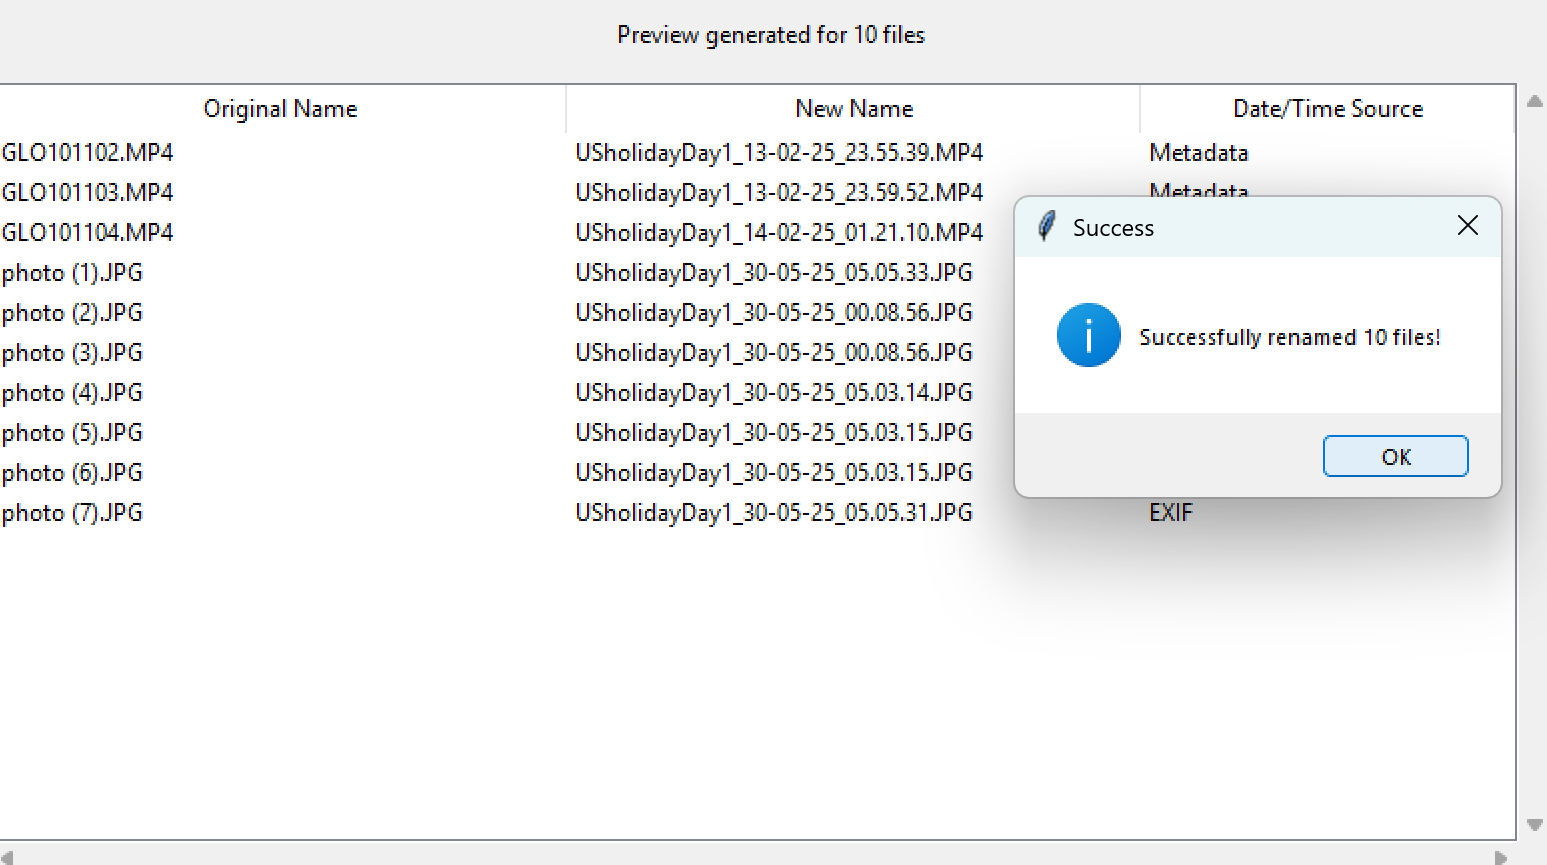 Preview generated for 10 files
Original Name New Name Date/Time Source
GLO101102.MP4 USholidayDay1_13-02-25_23.55.39.MP4 Metadata
GLO101103.MP4 USholidayDay1_13-02-25_23.59.52.MP4 Metadata
GLO101104.MP4 USholidayDay1_14-02-25_01.21.10.MP4
photo (1).JPG USholidayDay1_30-05-25_05.05.33.JPG
photo (2).JPG USholidayDay1_30-05-25_00.08.56.JPG
photo (3).JPG USholidayDay1_30-05-25_00.08.56.JPG
photo (4).JPG USholidayDay1_30-05-25_05.03.14.JPG
photo (5).JPG USholidayDay1_30-05-25_05.03.15.JPG
photo (6).JPG USholidayDay1_30-05-25_05.03.15.JPG
photo (7).JPG USholidayDay1_30-05-25_05.05.31.JPG EXIF
Success
Successfully renamed 10 files!
OK